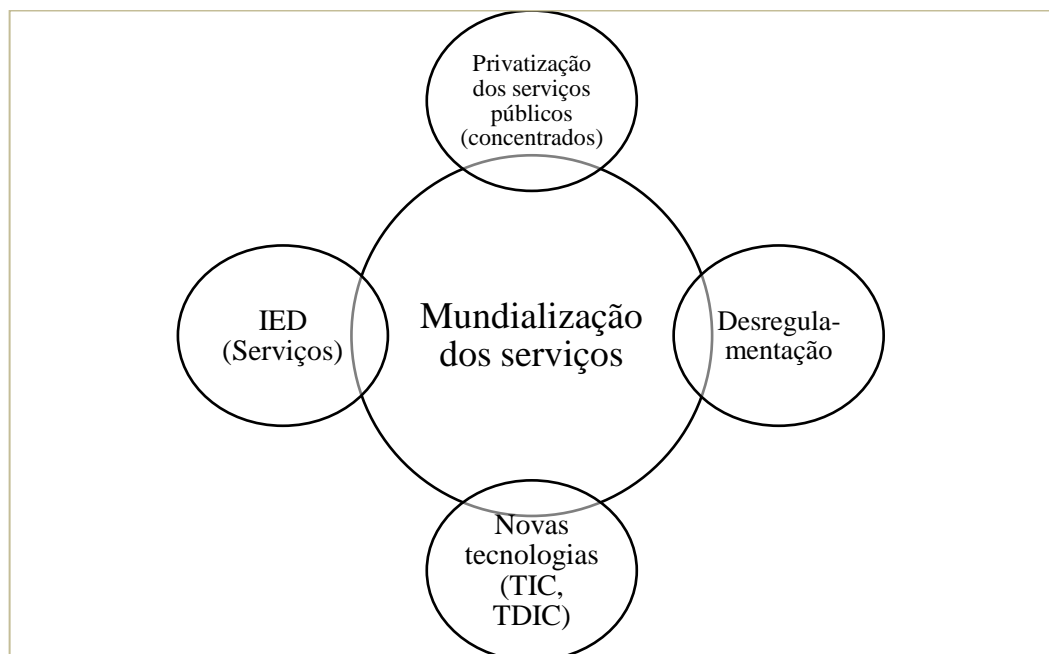 Privatização
dos serviços
públicos
(concentrados)
IED
(Serviços)
Mundialização
dos serviços
Desregula-
mentação
Novas
tecnologias
(TIC,
TDIC)